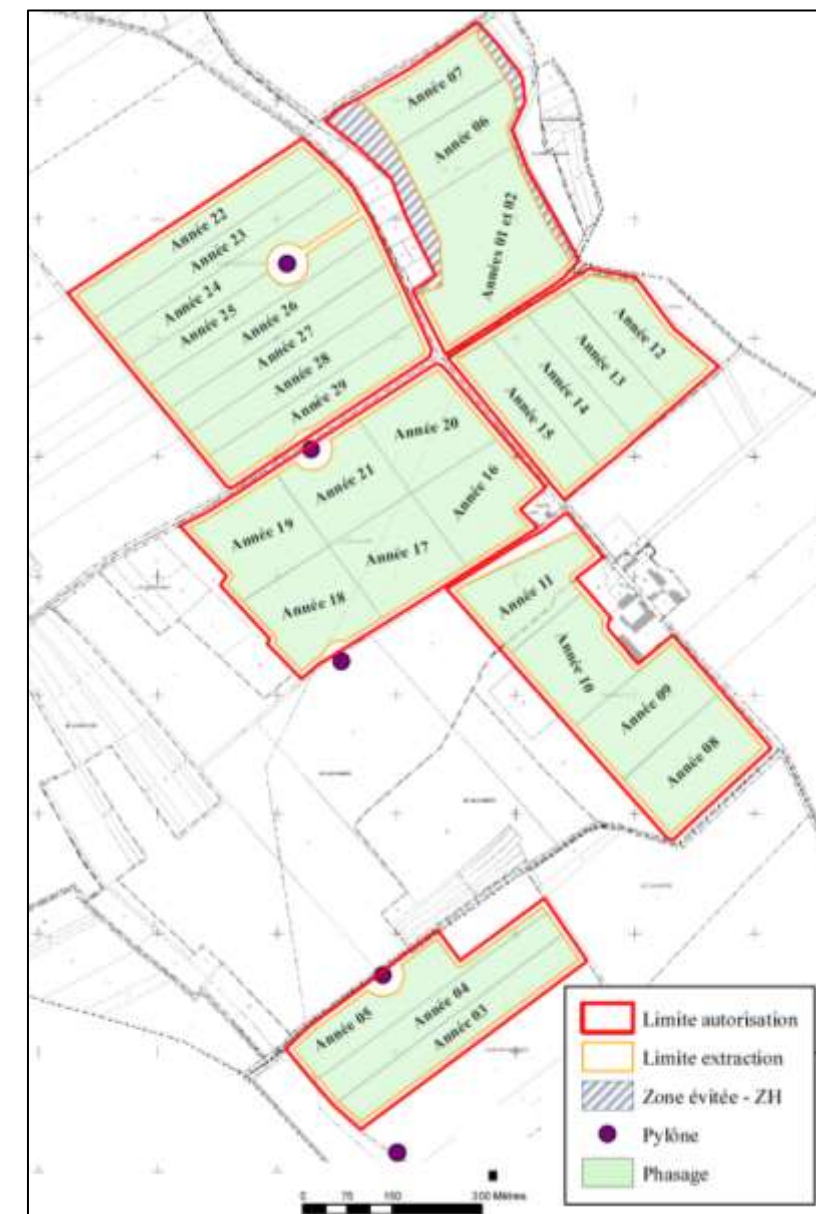 Année 07
Année 06
Années 01 et 02
Année 22
Année 23
Année 24
Année 25
Année 26
Année 27
Année 28
Année 29
Année 12
Année 13
Année 14
Année 15
Année 20
Année 21
Année 16
Année 19
Année 17
Année 18
Année 11
Année 10
Année 09
Année 08
Année 05
Année 04
Année 03
Limite autorisation
Limite extraction
Zone évitée - ZH
Pylône
Phasage
0 75 150 300 Mètres